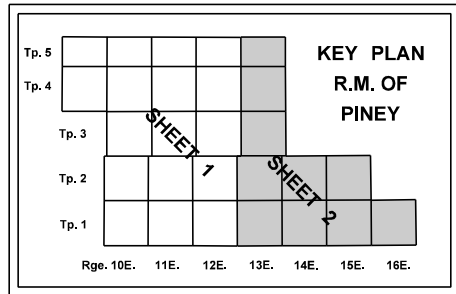 KEY PLAN
R.M. OF
PINEY
Tp. 5
Tp. 4
Tp. 3
Tp. 2
Tp. 1
SHEET 1
SHEET 2
Rge. 10E. 11E. 12E. 13E. 14E. 15E. 16E.